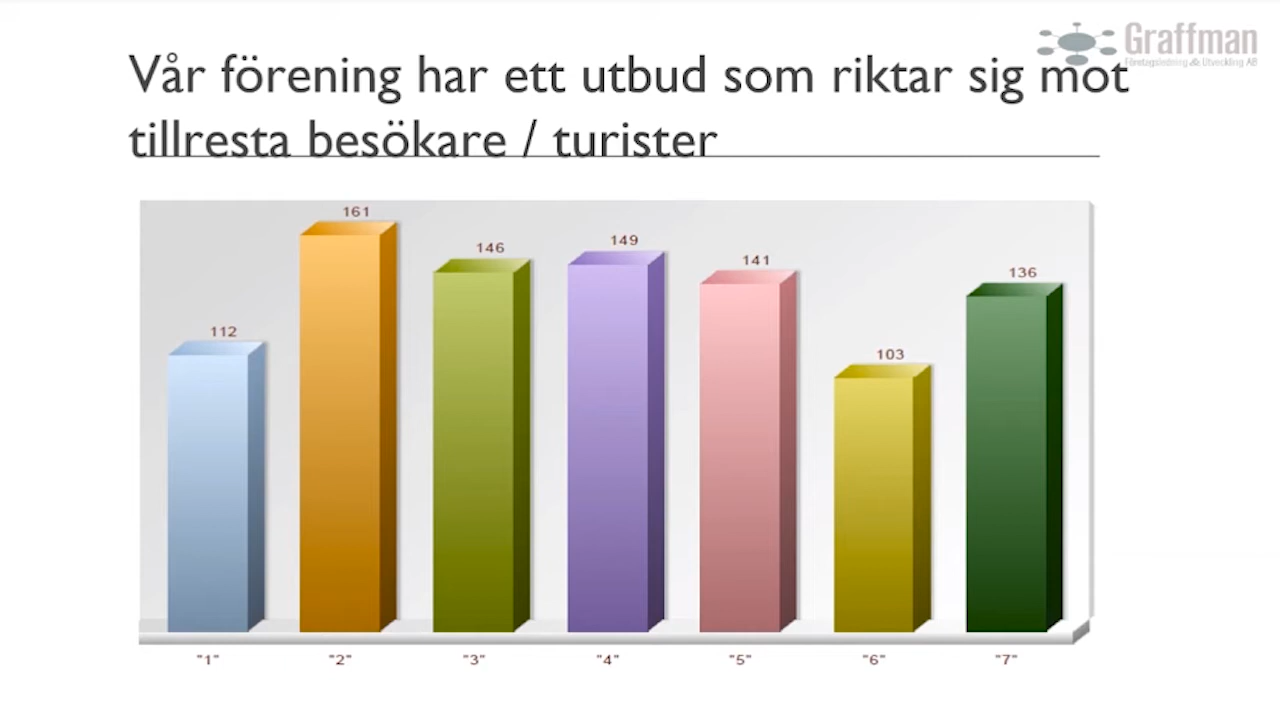 Graffman
Företagsledning & Utveckling AB
Vår förening har ett utbud som riktar sig mot
tillresta besökare / turister
161
149
146
141
136
112
103
"1" "2" "3" "4" "5" "6" "7"